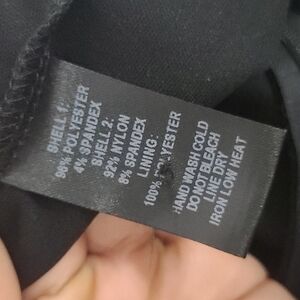 SHELL 1:
96% POLYESTER
4% SPANDEX
SHELL 2:
92% NYLON
8% SPANDEX
LINING:
100% POLYESTER
HAND WASH COLD
DO NOT BLEACH
LINE DRY
IRON LOW HEAT